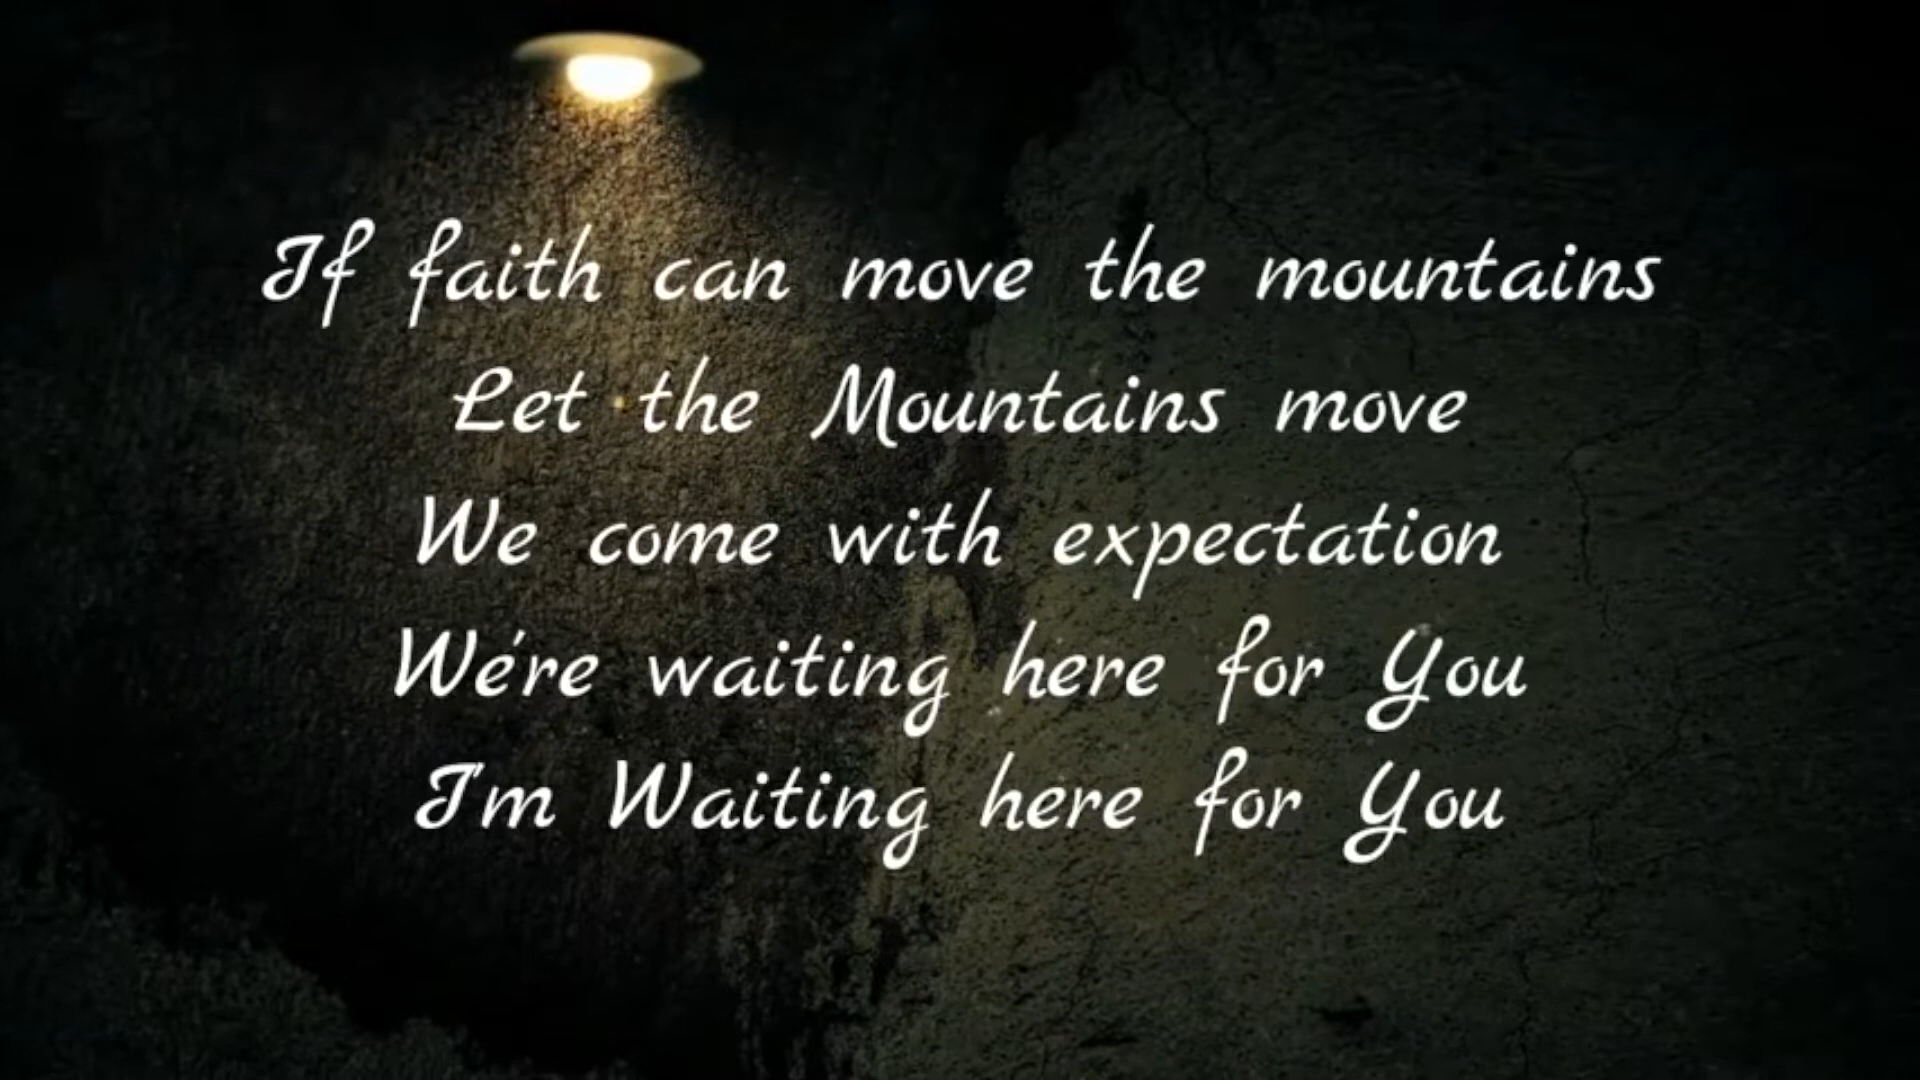 If faith can move the mountains
Let the Mountains move
We come with expectation
We're waiting here for You
I'm Waiting here for You